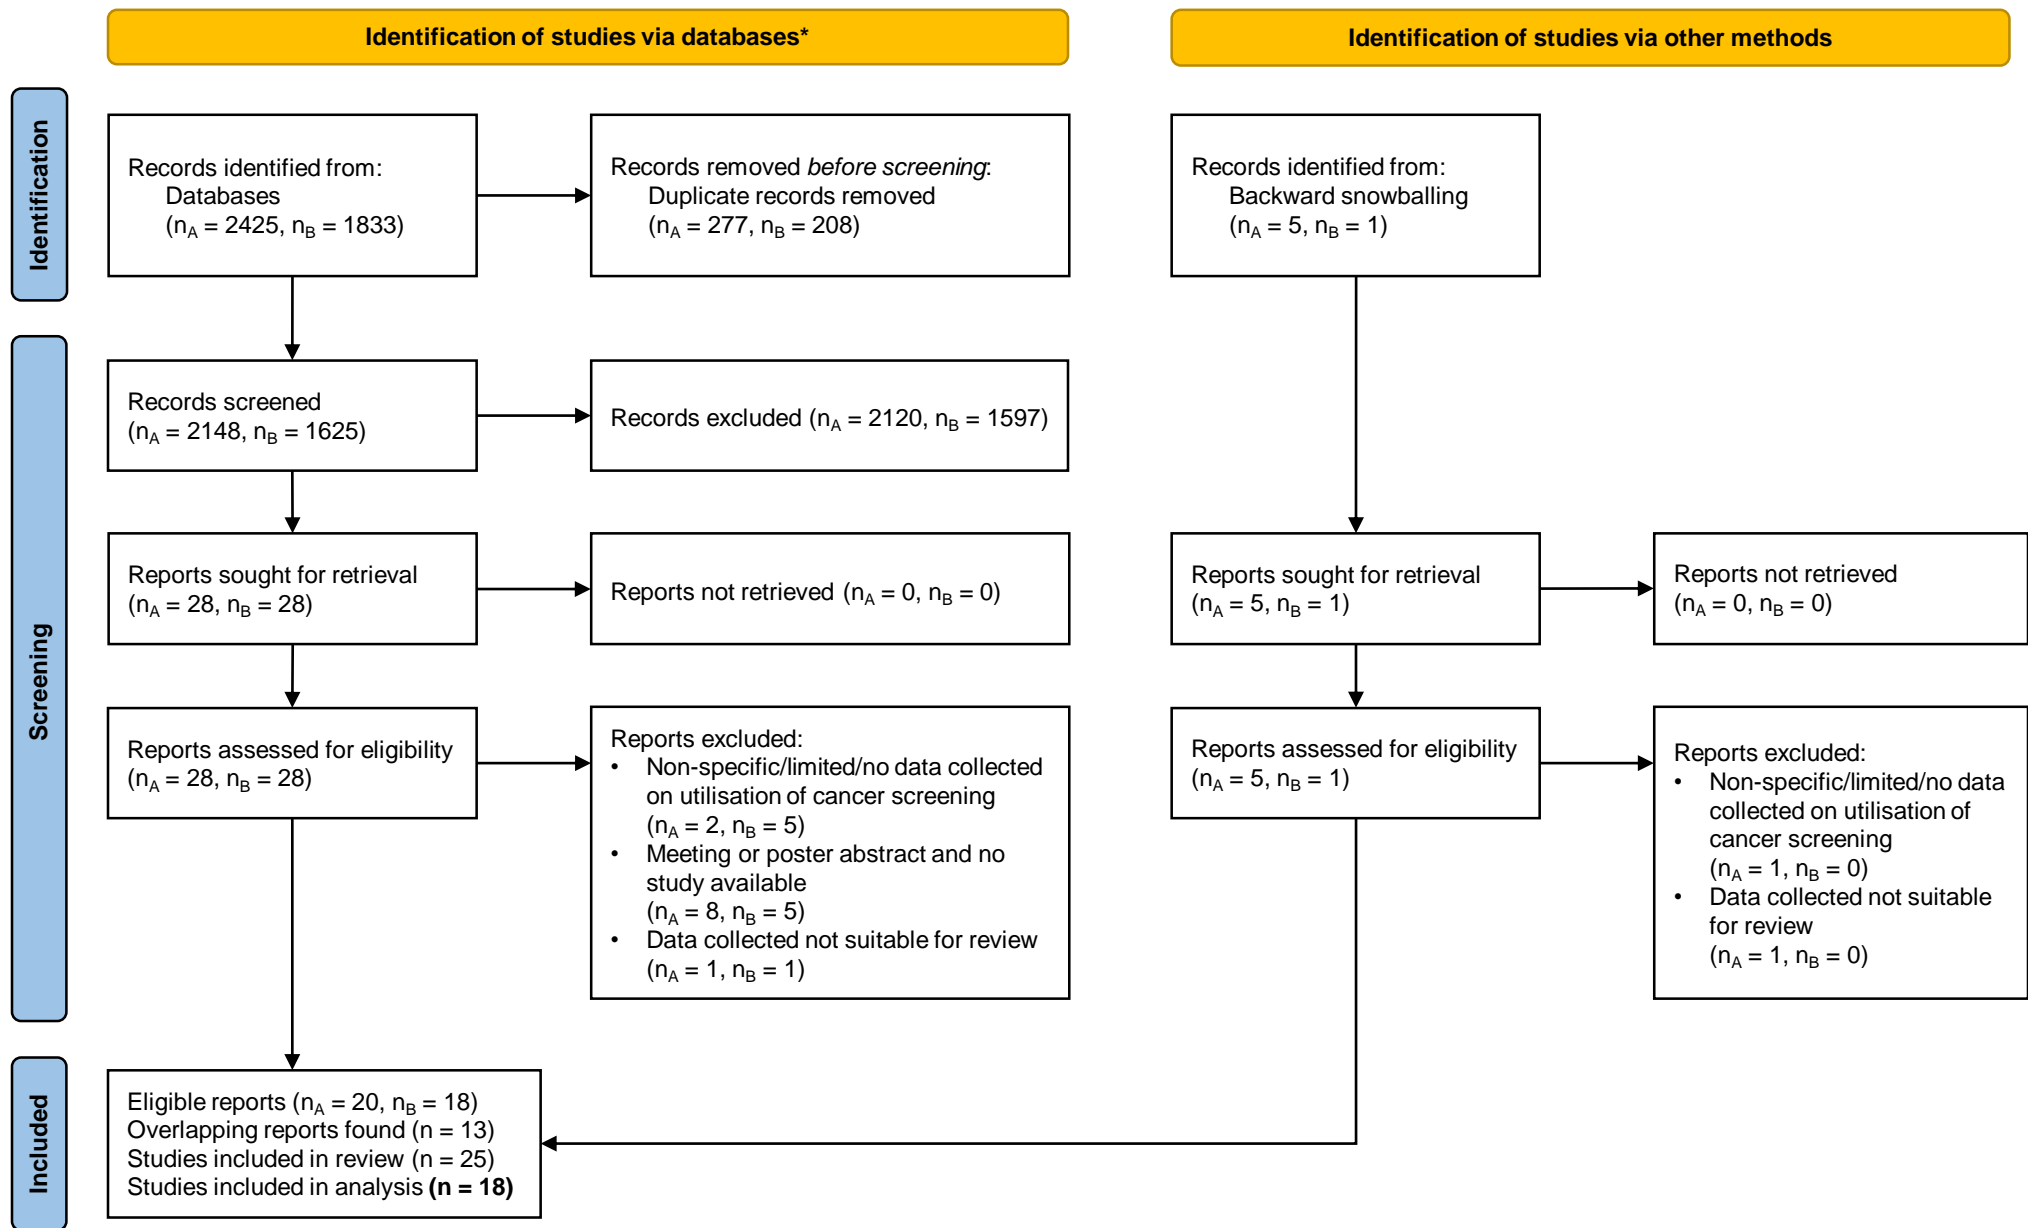 Identification of studies via databases*
Identification of studies via other methods
Identification
Records identified from:
Databases
(nA = 2425, nB = 1833)
Records removed before screening:
Duplicate records removed
(nA = 277, nB = 208)
Records identified from:
Backward snowballing
(nA = 5, nB = 1)
Screening
Records screened
(nA = 2148, nB = 1625)
Records excluded (nA = 2120, nB = 1597)
Reports sought for retrieval
(nA = 28, nB = 28)
Reports not retrieved (nA = 0, nB = 0)
Reports sought for retrieval
(nA = 5, nB = 1)
Reports not retrieved
(nA = 0, nB = 0)
Reports assessed for eligibility
(nA = 28, nB = 28)
Reports excluded:
• Non-specific/limited/no data collected
on utilisation of cancer screening
(nA = 2, nB = 5)
• Meeting or poster abstract and no
study available
(nA = 8, nB = 5)
• Data collected not suitable for review
(nA = 1, nB = 1)
Reports assessed for eligibility
(nA = 5, nB = 1)
Reports excluded:
• Non-specific/limited/no data
collected on utilisation of
cancer screening
(nA = 1, nB = 0)
• Data collected not suitable
for review
(nA = 1, nB = 0)
Included
Eligible reports (nA = 20, nB = 18)
Overlapping reports found (n = 13)
Studies included in review (n = 25)
Studies included in analysis (n = 18)